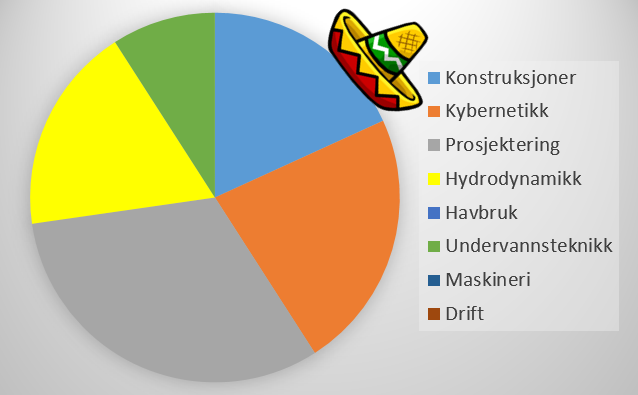 Konstruksjoner
Kybernetikk
Prosjektering
Hydrodynamikk
Havbruk
Undervannsteknikk
Maskineri
Drift